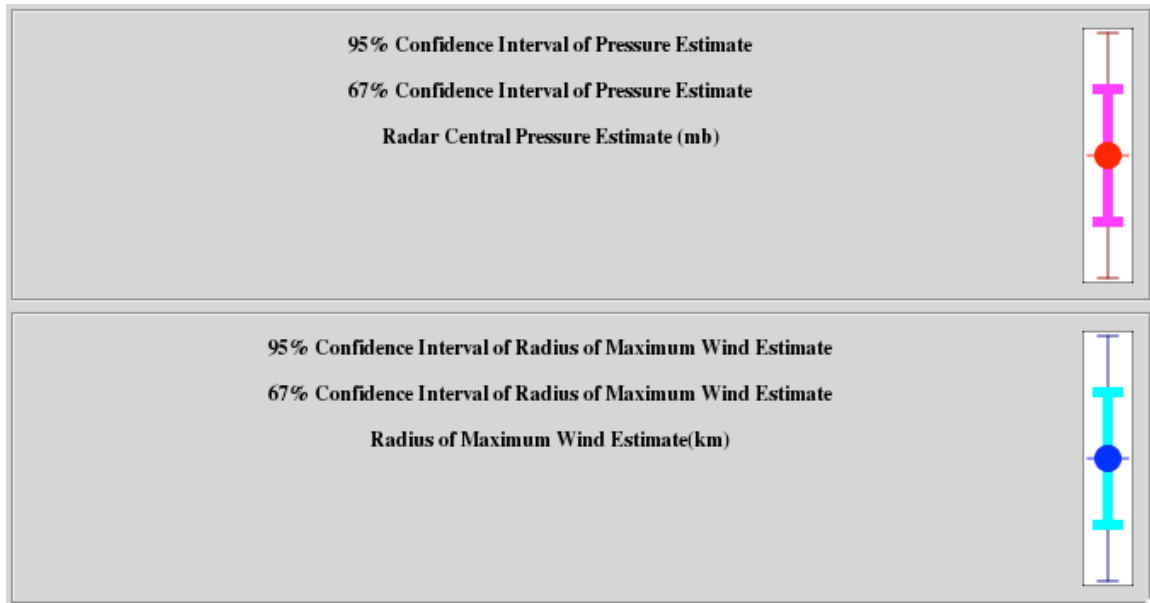 95% Confidence Interval of Pressure Estimate
67% Confidence Interval of Pressure Estimate
Radar Central Pressure Estimate (mb)
95% Confidence Interval of Radius of Maximum Wind Estimate
67% Confidence Interval of Radius of Maximum Wind Estimate
Radius of Maximum Wind Estimate(km)